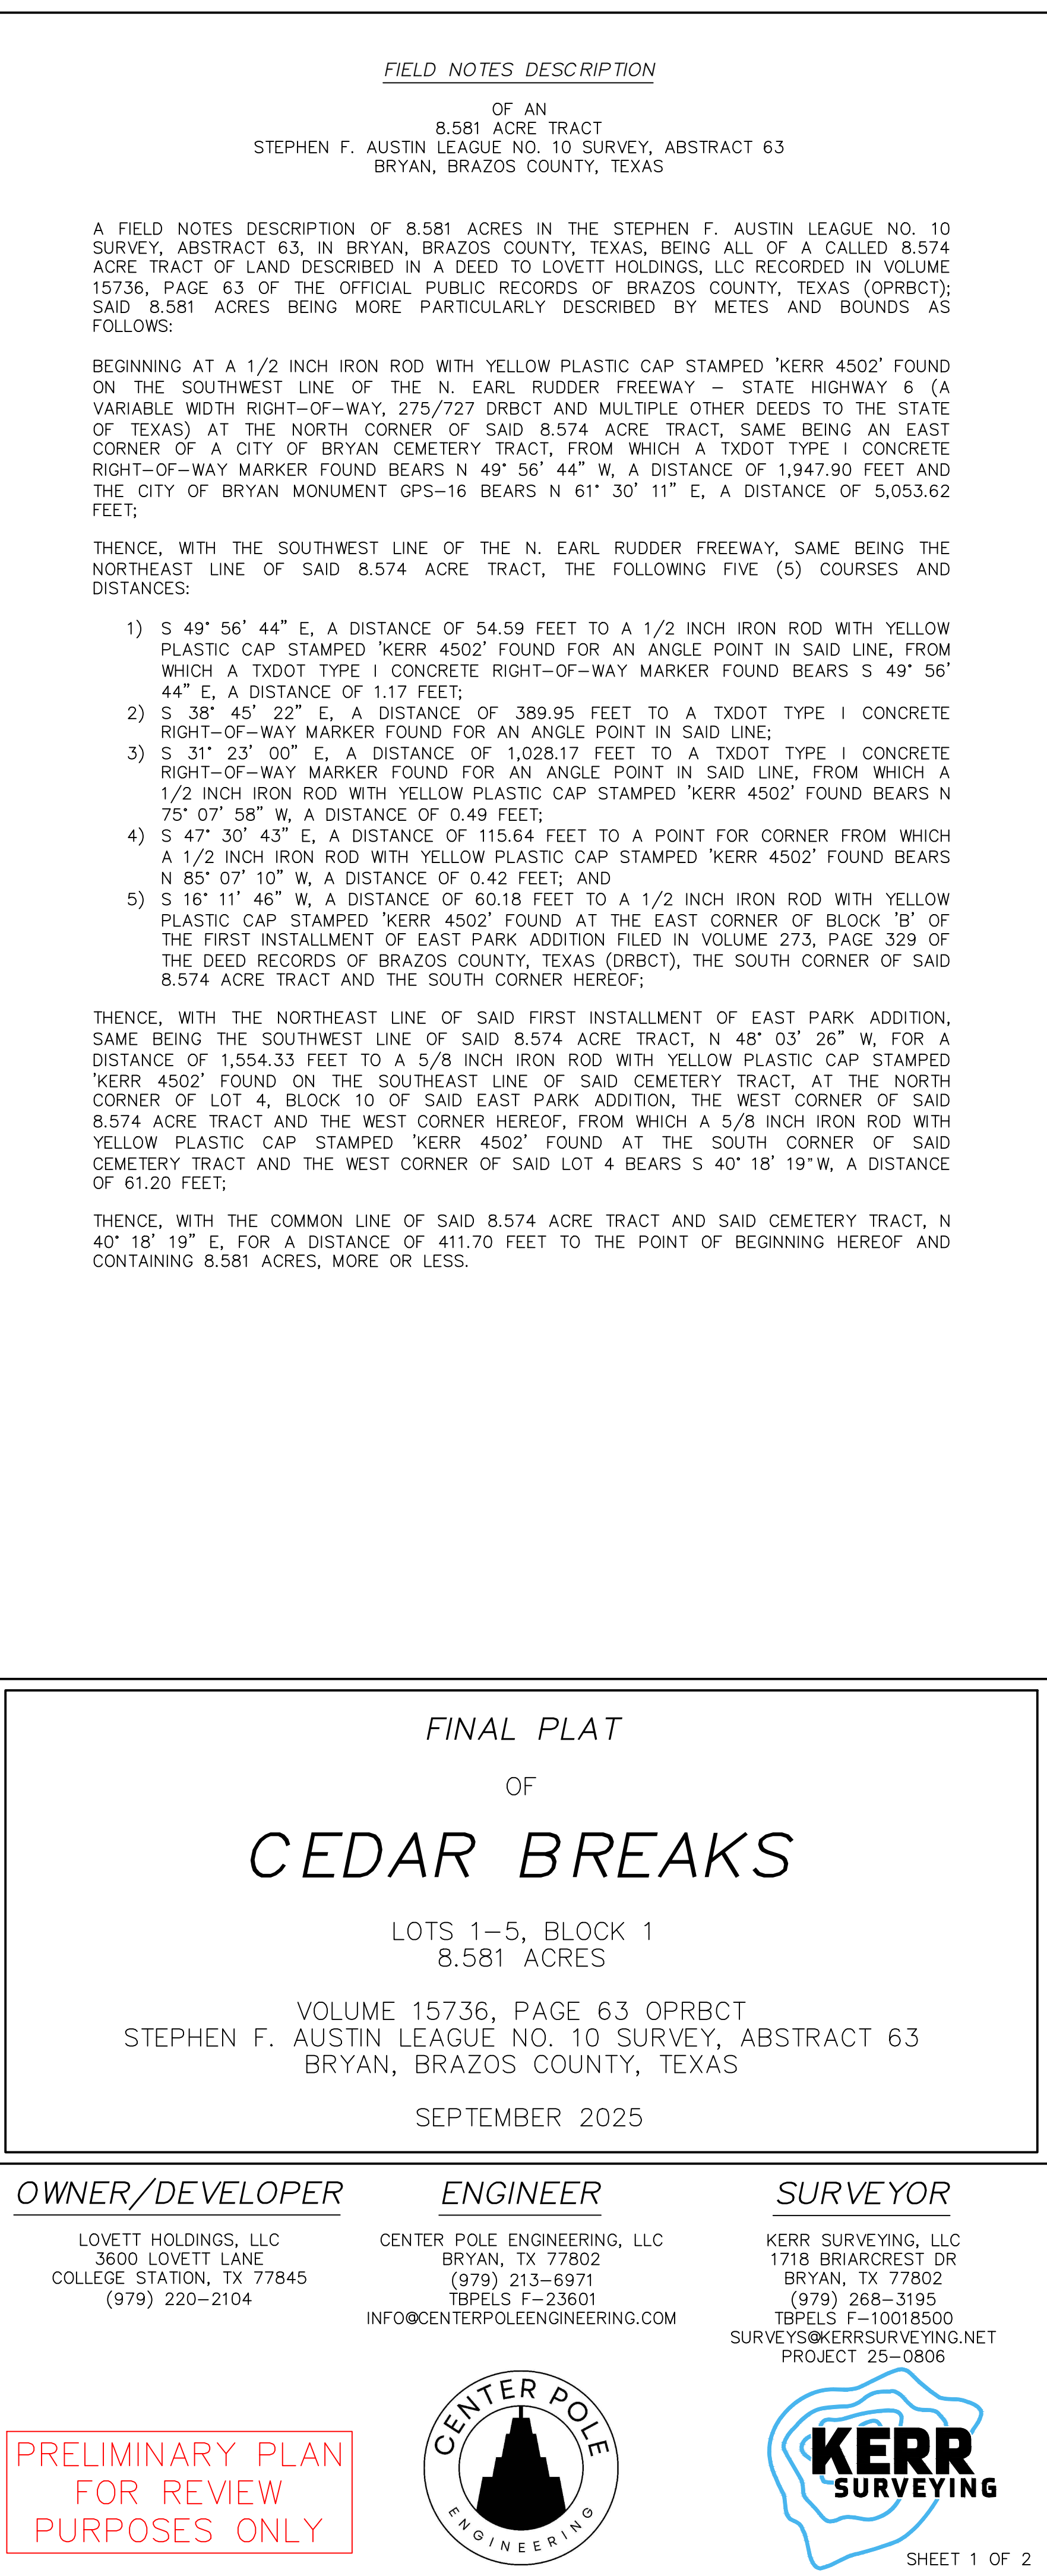 FIELD NOTES DESCRIPTION
OF AN
8.581 ACRE TRACT
STEPHEN F. AUSTIN LEAGUE NO. 10 SURVEY, ABSTRACT 63
BRYAN, BRAZOS COUNTY, TEXAS
A FIELD NOTES DESCRIPTION OF 8.581 ACRES IN THE STEPHEN F. AUSTIN LEAGUE NO. 10
SURVEY, ABSTRACT 63, IN BRYAN, BRAZOS COUNTY, TEXAS, BEING ALL OF A CALLED 8.574
ACRE TRACT OF LAND DESCRIBED IN A DEED TO LOVETT HOLDINGS, LLC RECORDED IN VOLUME
15736, PAGE 63 OF THE OFFICIAL PUBLIC RECORDS OF BRAZOS COUNTY, TEXAS (OPRBCT);
SAID 8.581 ACRES BEING MORE PARTICULARLY DESCRIBED BY METES AND BOUNDS AS
FOLLOWS:
BEGINNING AT A 1/2 INCH IRON ROD WITH YELLOW PLASTIC CAP STAMPED 'KERR 4502' FOUND
ON THE SOUTHWEST LINE OF THE N. EARL RUDDER FREEWAY – STATE HIGHWAY 6 (A
VARIABLE WIDTH RIGHT–OF–WAY, 275/727 DRBCT AND MULTIPLE OTHER DEEDS TO THE STATE
OF TEXAS) AT THE NORTH CORNER OF SAID 8.574 ACRE TRACT, SAME BEING AN EAST
CORNER OF A CITY OF BRYAN CEMETERY TRACT, FROM WHICH A TXDOT TYPE I CONCRETE
RIGHT–OF–WAY MARKER FOUND BEARS N 49° 56' 44" W, A DISTANCE OF 1,947.90 FEET AND
THE CITY OF BRYAN MONUMENT GPS–16 BEARS N 61° 30' 11" E, A DISTANCE OF 5,053.62
FEET;
THENCE, WITH THE SOUTHWEST LINE OF THE N. EARL RUDDER FREEWAY, SAME BEING THE
NORTHEAST LINE OF SAID 8.574 ACRE TRACT, THE FOLLOWING FIVE (5) COURSES AND
DISTANCES:
1) S 49° 56' 44" E, A DISTANCE OF 54.59 FEET TO A 1/2 INCH IRON ROD WITH YELLOW
PLASTIC CAP STAMPED 'KERR 4502' FOUND FOR AN ANGLE POINT IN SAID LINE, FROM
WHICH A TXDOT TYPE I CONCRETE RIGHT–OF–WAY MARKER FOUND BEARS S 49° 56'
44" E, A DISTANCE OF 1.17 FEET;
2) S 38° 45' 22" E, A DISTANCE OF 389.95 FEET TO A TXDOT TYPE I CONCRETE
RIGHT–OF–WAY MARKER FOUND FOR AN ANGLE POINT IN SAID LINE;
3) S 31° 23' 00" E, A DISTANCE OF 1,028.17 FEET TO A TXDOT TYPE I CONCRETE
RIGHT–OF–WAY MARKER FOUND FOR AN ANGLE POINT IN SAID LINE, FROM WHICH A
1/2 INCH IRON ROD WITH YELLOW PLASTIC CAP STAMPED 'KERR 4502' FOUND BEARS N
75° 07' 58" W, A DISTANCE OF 0.49 FEET;
4) S 47° 30' 43" E, A DISTANCE OF 115.64 FEET TO A POINT FOR CORNER FROM WHICH
A 1/2 INCH IRON ROD WITH YELLOW PLASTIC CAP STAMPED 'KERR 4502' FOUND BEARS
N 85° 07' 10" W, A DISTANCE OF 0.42 FEET; AND
5) S 16° 11' 46" W, A DISTANCE OF 60.18 FEET TO A 1/2 INCH IRON ROD WITH YELLOW
PLASTIC CAP STAMPED 'KERR 4502' FOUND AT THE EAST CORNER OF BLOCK 'B' OF
THE FIRST INSTALLMENT OF EAST PARK ADDITION FILED IN VOLUME 273, PAGE 329 OF
THE DEED RECORDS OF BRAZOS COUNTY, TEXAS (DRBCT), THE SOUTH CORNER OF SAID
8.574 ACRE TRACT AND THE SOUTH CORNER HEREOF;
THENCE, WITH THE NORTHEAST LINE OF SAID FIRST INSTALLMENT OF EAST PARK ADDITION,
SAME BEING THE SOUTHWEST LINE OF SAID 8.574 ACRE TRACT, N 48° 03' 26" W, FOR A
DISTANCE OF 1,554.33 FEET TO A 5/8 INCH IRON ROD WITH YELLOW PLASTIC CAP STAMPED
'KERR 4502' FOUND ON THE SOUTHEAST LINE OF SAID CEMETERY TRACT, AT THE NORTH
CORNER OF LOT 4, BLOCK 10 OF SAID EAST PARK ADDITION, THE WEST CORNER OF SAID
8.574 ACRE TRACT AND THE WEST CORNER HEREOF, FROM WHICH A 5/8 INCH IRON ROD WITH
YELLOW PLASTIC CAP STAMPED 'KERR 4502' FOUND AT THE SOUTH CORNER OF SAID
CEMETERY TRACT AND THE WEST CORNER OF SAID LOT 4 BEARS S 40° 18' 19"W, A DISTANCE
OF 61.20 FEET;
THENCE, WITH THE COMMON LINE OF SAID 8.574 ACRE TRACT AND SAID CEMETERY TRACT, N
40° 18' 19" E, FOR A DISTANCE OF 411.70 FEET TO THE POINT OF BEGINNING HEREOF AND
CONTAINING 8.581 ACRES, MORE OR LESS.
FINAL PLAT
OF
CEDAR BREAKS
LOTS 1–5, BLOCK 1
8.581 ACRES
VOLUME 15736, PAGE 63 OPRBCT
STEPHEN F. AUSTIN LEAGUE NO. 10 SURVEY, ABSTRACT 63
BRYAN, BRAZOS COUNTY, TEXAS
SEPTEMBER 2025
OWNER/DEVELOPER
LOVETT HOLDINGS, LLC
3600 LOVETT LANE
COLLEGE STATION, TX 77845
(979) 220–2104
ENGINEER
CENTER POLE ENGINEERING, LLC
BRYAN, TX 77802
(979) 213–6971
TBPELS F–23601
INFO@CENTERPOLEENGINEERING.COM
SURVEYOR
KERR SURVEYING, LLC
1718 BRIARCREST DR
BRYAN, TX 77802
(979) 268–3195
TBPELS F–10018500
SURVEYS@KERRSURVEYING.NET
PROJECT 25–0806
PRELIMINARY PLAN
FOR REVIEW
PURPOSES ONLY
CENTER POLE
ENGINEERING
KERR
SURVEYING
SHEET 1 OF 2